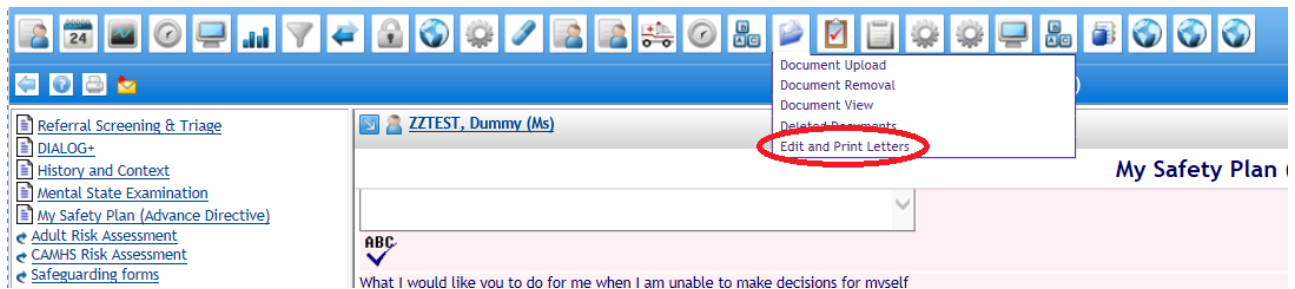 24
Document Upload
Document Removal
Document View
Deleted Documents
Edit and Print Letters
)
Referral Screening & Triage
DIALOG+
History and Context
Mental State Examination
My Safety Plan (Advance Directive)
Adult Risk Assessment
CAMHS Risk Assessment
Safeguarding forms
ZZTEST, Dummy (Ms)
My Safety Plan (
ABC
What I would like you to do for me when I am unable to make decisions for myself